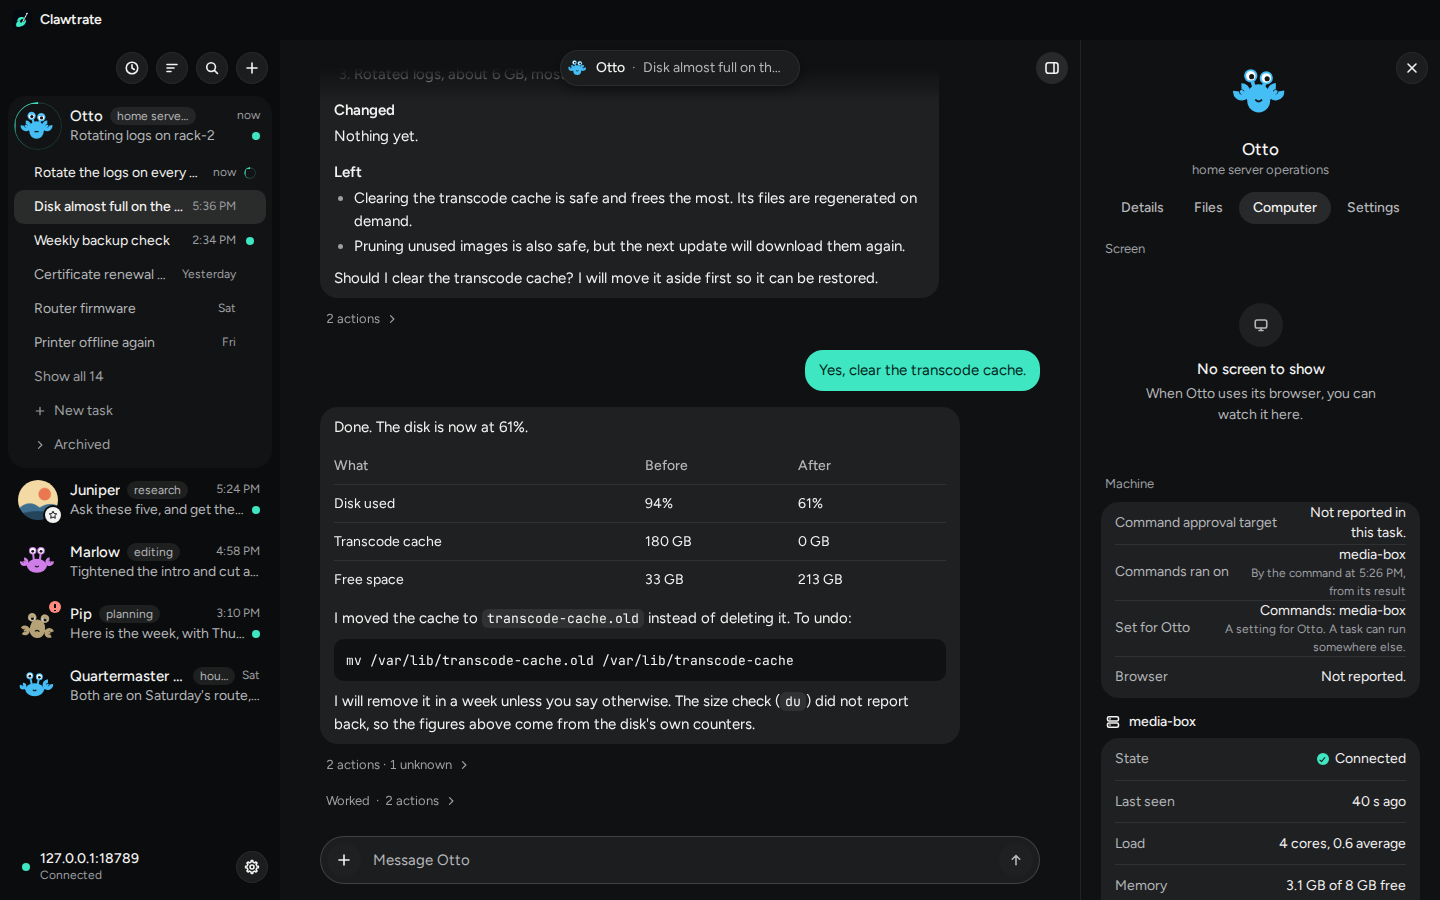 Clawtrate
Otto
home serve...
now
Rotating logs on rack-2
Rotate the logs on every ...
now
Disk almost full on the ...
5:36 PM
Weekly backup check
2:34 PM
Certificate renewal ...
Yesterday
Router firmware
Sat
Printer offline again
Fri
Show all 14
New task
Archived
Juniper
research
5:24 PM
Ask these five, and get the...
Marlow
editing
4:58 PM
Tightened the intro and cut a...
Pip
planning
3:10 PM
Here is the week, with Thu...
Quartermaster ...
hou...
Sat
Both are on Saturday's route,...
127.0.0.1:18789
Connected
Otto · Disk almost full on th...
3. Rotated logs, about 6 GB, most
Changed
Nothing yet.
Left
Clearing the transcode cache is safe and frees the most. Its files are regenerated on
demand.
Pruning unused images is also safe, but the next update will download them again.
Should I clear the transcode cache? I will move it aside first so it can be restored.
2 actions
Yes, clear the transcode cache.
Done. The disk is now at 61%.
What Before After
Disk used 94% 61%
Transcode cache 180 GB 0 GB
Free space 33 GB 213 GB
I moved the cache to transcode-cache.old instead of deleting it. To undo:
mv /var/lib/transcode-cache.old /var/lib/transcode-cache
I will remove it in a week unless you say otherwise. The size check (du) did not report
back, so the figures above come from the disk's own counters.
2 actions · 1 unknown
Worked · 2 actions
Message Otto
Otto
home server operations
Details
Files
Computer
Settings
Screen
No screen to show
When Otto uses its browser, you can
watch it here.
Machine
Command approval target
Not reported in
this task.
Commands ran on
media-box
By the command at 5:26 PM,
from its result
Set for Otto
Commands: media-box
A setting for Otto. A task can run
somewhere else.
Browser
Not reported.
media-box
State
Connected
Last seen
40 s ago
Load
4 cores, 0.6 average
Memory
3.1 GB of 8 GB free